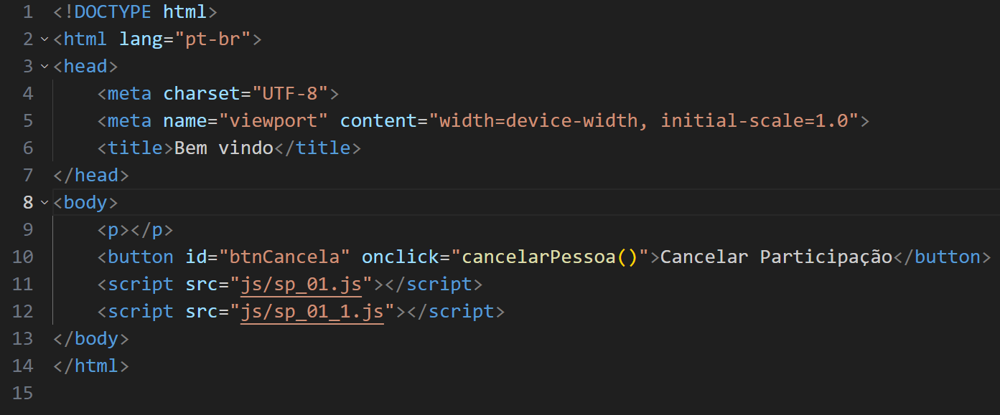 1 <!DOCTYPE html>
2 <html lang="pt-br">
3 <head>
4     <meta charset="UTF-8">
5     <meta name="viewport" content="width=device-width, initial-scale=1.0">
6     <title>Bem vindo</title>
7 </head>
8 <body>
9     <p></p>
10     <button id="btnCancela" onclick="cancelarPessoa()">Cancelar Participação</button>
11     <script src="js/sp_01.js"></script>
12     <script src="js/sp_01_1.js"></script>
13 </body>
14 </html>
15